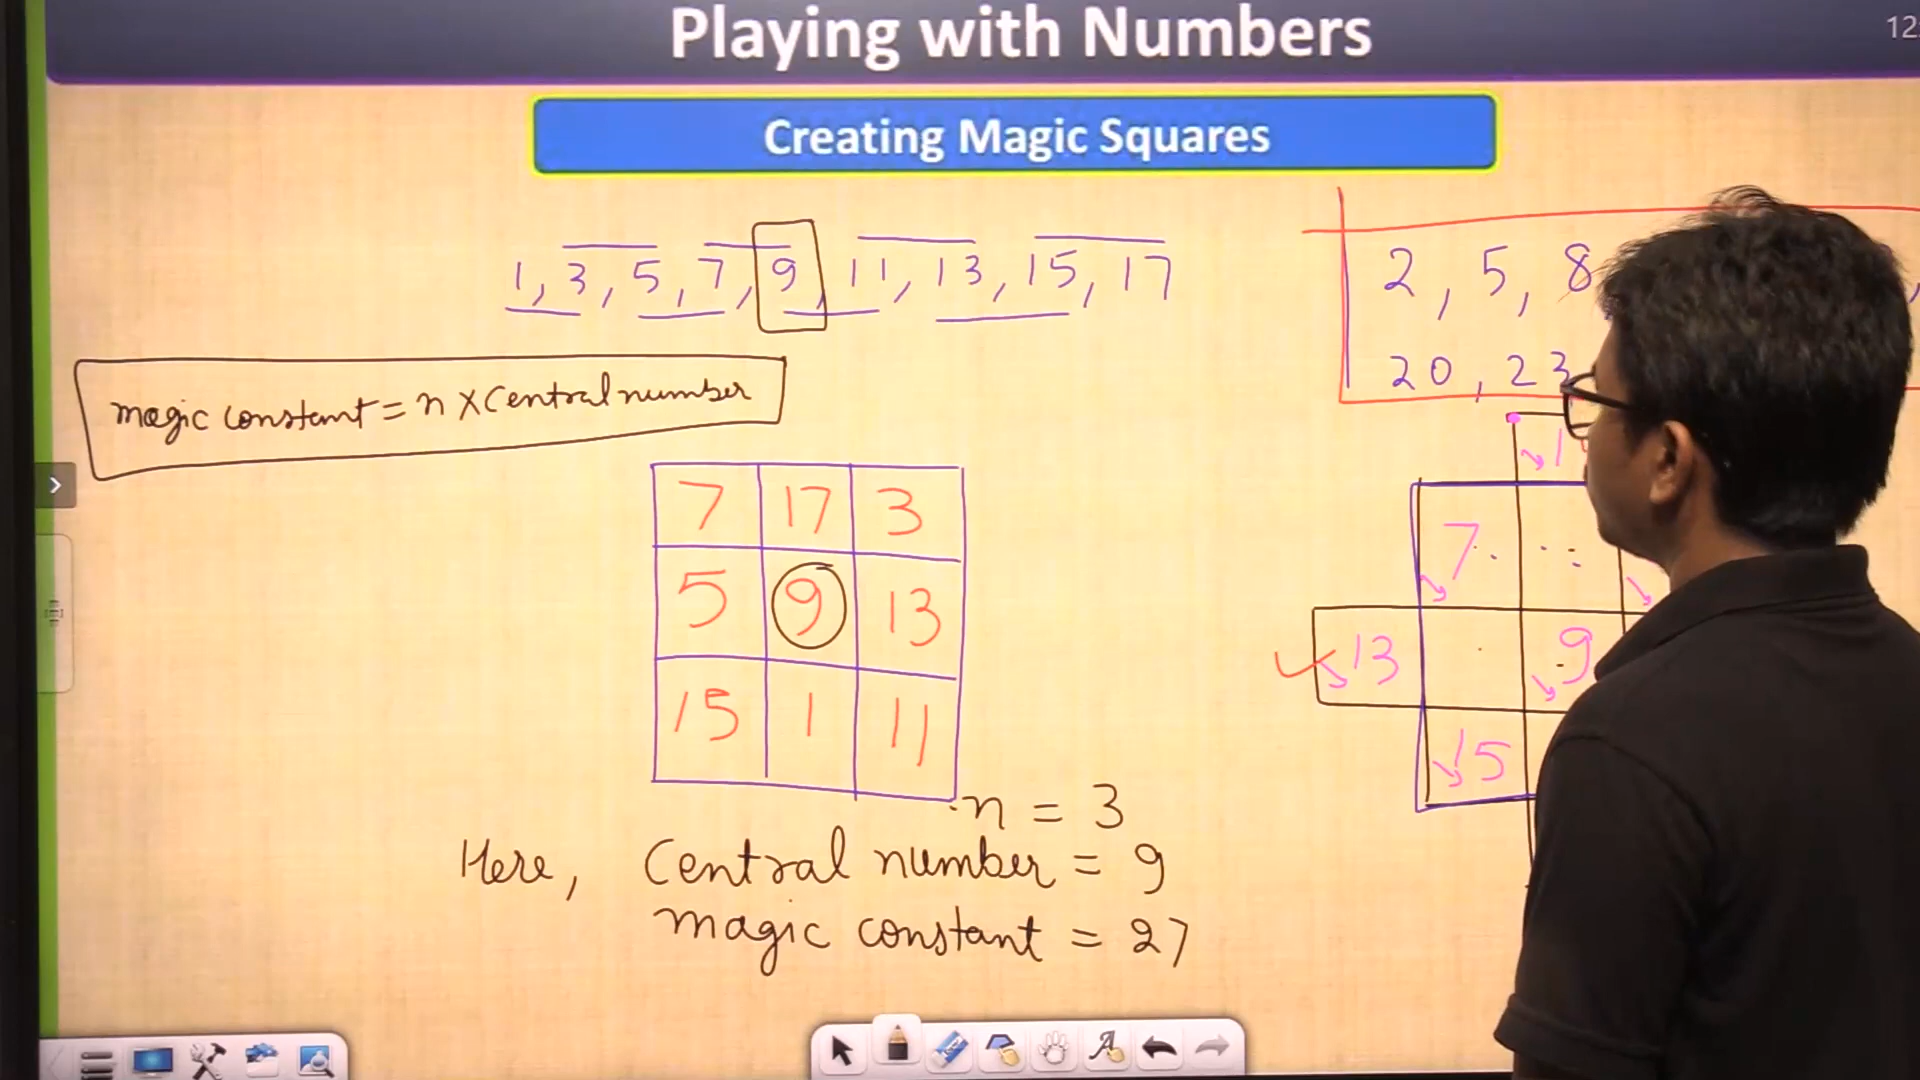 Playing with Numbers
12
Creating Magic Squares
1, 3, 5, 7, 9, 11, 13, 15, 17
2, 5, 8
20, 23
magic constant = n × Central number
7 17 3
5 9 13
15 1 11
7
13 9
15
n = 3
Here, Central number = 9
magic constant = 27